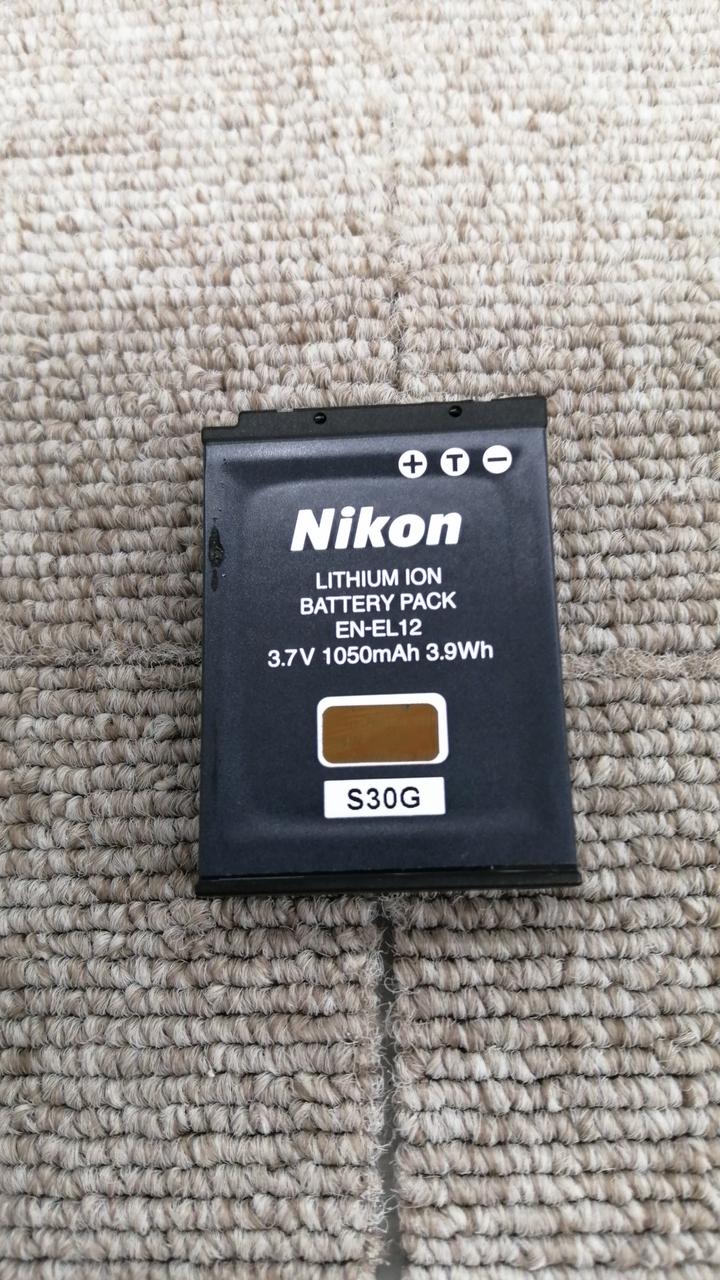 + T −
Nikon
LITHIUM ION
BATTERY PACK
EN-EL12
3.7V 1050mAh 3.9Wh
S30G